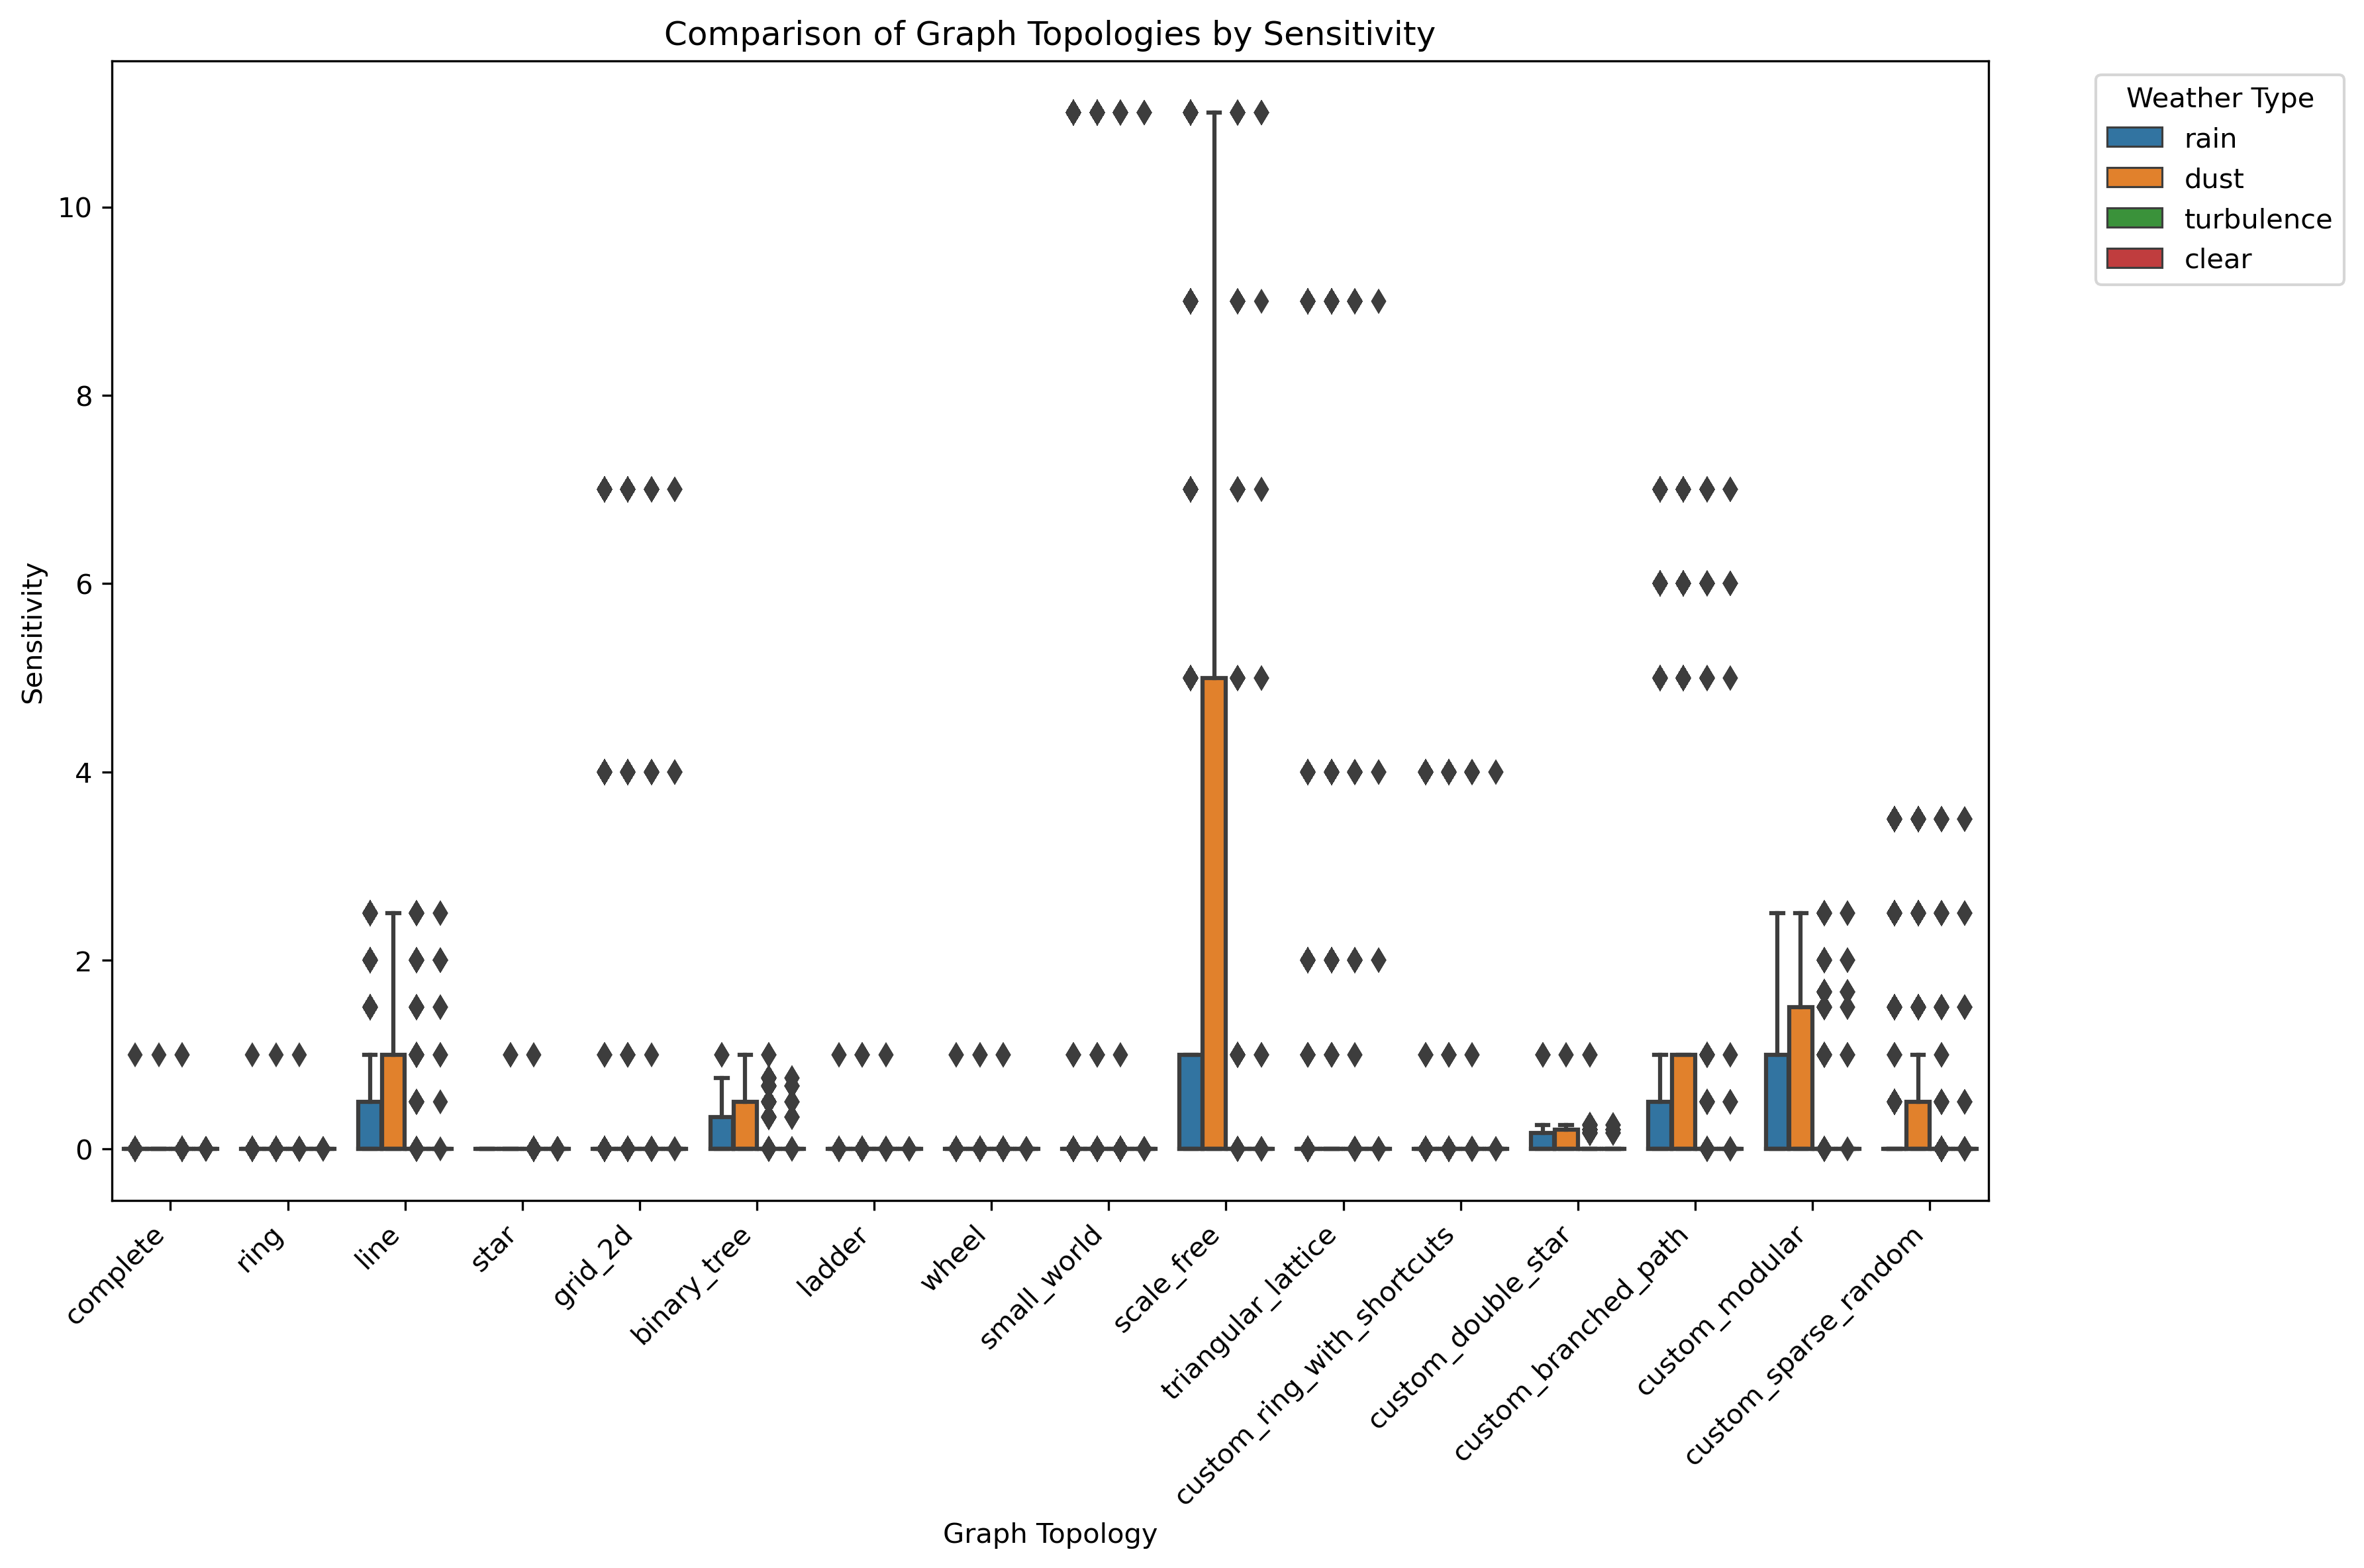 Comparison of Graph Topologies by Sensitivity
Weather Type
rain
dust
turbulence
clear
Sensitivity
10
8
6
4
2
0
complete
ring
line
star
grid_2d
binary_tree
ladder
wheel
small_world
scale_free
triangular_lattice
custom_ring_with_shortcuts
custom_double_star
custom_branched_path
custom_modular
custom_sparse_random
Graph Topology